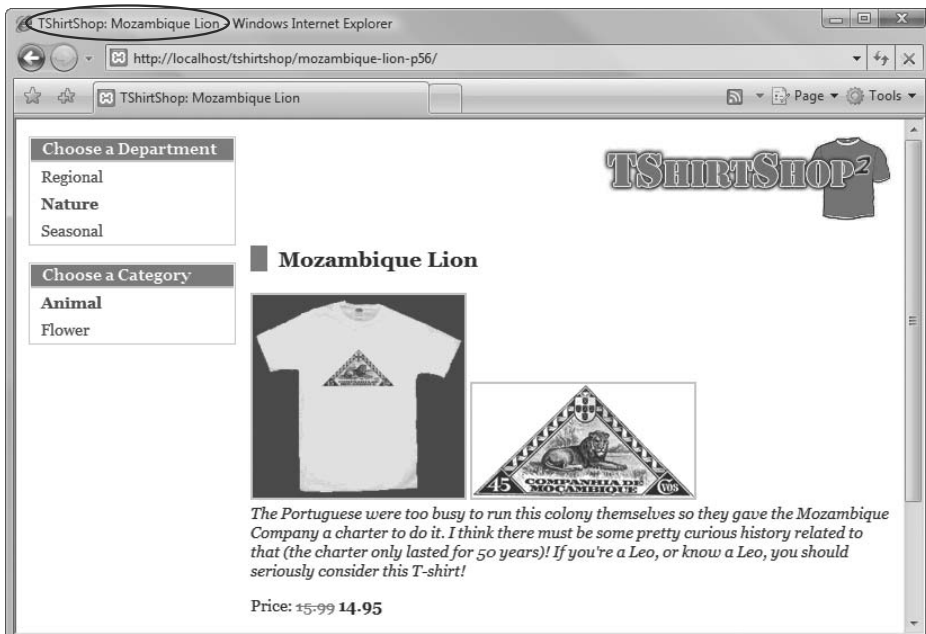 TShirtShop: Mozambique Lion - Windows Internet Explorer
http://localhost/tshirtshop/mozambique-lion-p56/
TShirtShop: Mozambique Lion
Page Tools
Choose a Department
Regional
Nature
Seasonal
Choose a Category
Animal
Flower
TShirtShop2
Mozambique Lion
45 COMPANHIA DE MOÇAMBIQUE
The Portuguese were too busy to run this colony themselves so they gave the Mozambique
Company a charter to do it. I think there must be some pretty curious history related to
that (the charter only lasted for 50 years)! If you're a Leo, or know a Leo, you should
seriously consider this T-shirt!
Price: 15.99 14.95